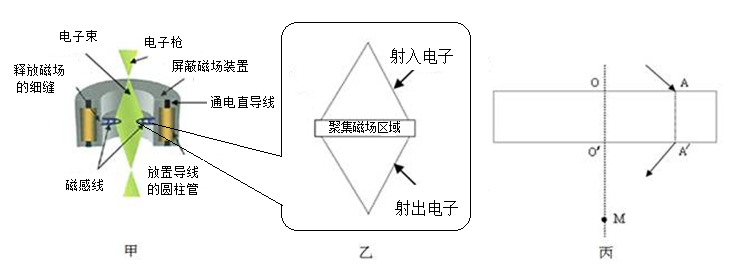 电子束
电子枪
释放磁场
的细缝
屏蔽磁场装置
通电直导线
磁感线
放置导线
的圆柱管
甲
射入电子
聚集磁场区域
射出电子
乙
O
A
O′
A′
M
丙